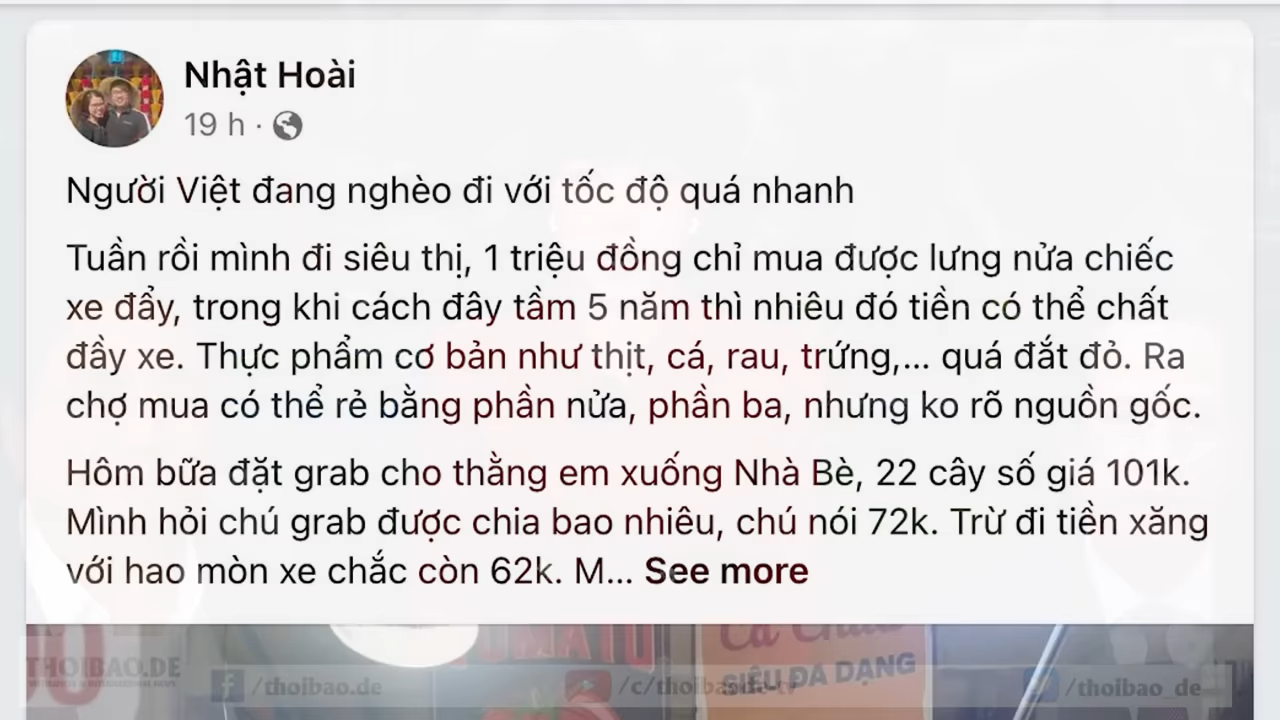 Nhật Hoài
19 h ·
Người Việt đang nghèo đi với tốc độ quá nhanh
Tuần rồi mình đi siêu thị, 1 triệu đồng chỉ mua được lưng nửa chiếc
xe đẩy, trong khi cách đây tầm 5 năm thì nhiêu đó tiền có thể chất
đầy xe. Thực phẩm cơ bản như thịt, cá, rau, trứng,... quá đắt đỏ. Ra
chợ mua có thể rẻ bằng phần nửa, phần ba, nhưng ko rõ nguồn gốc.
Hôm bữa đặt grab cho thằng em xuống Nhà Bè, 22 cây số giá 101k.
Mình hỏi chú grab được chia bao nhiêu, chú nói 72k. Trừ đi tiền xăng
với hao mòn xe chắc còn 62k. M... See more
Cà Chua
SIÊU ĐA DẠNG
THOIBAO.DE
/thoibao.de
/c/thoibaode-tv
/thoibao_de